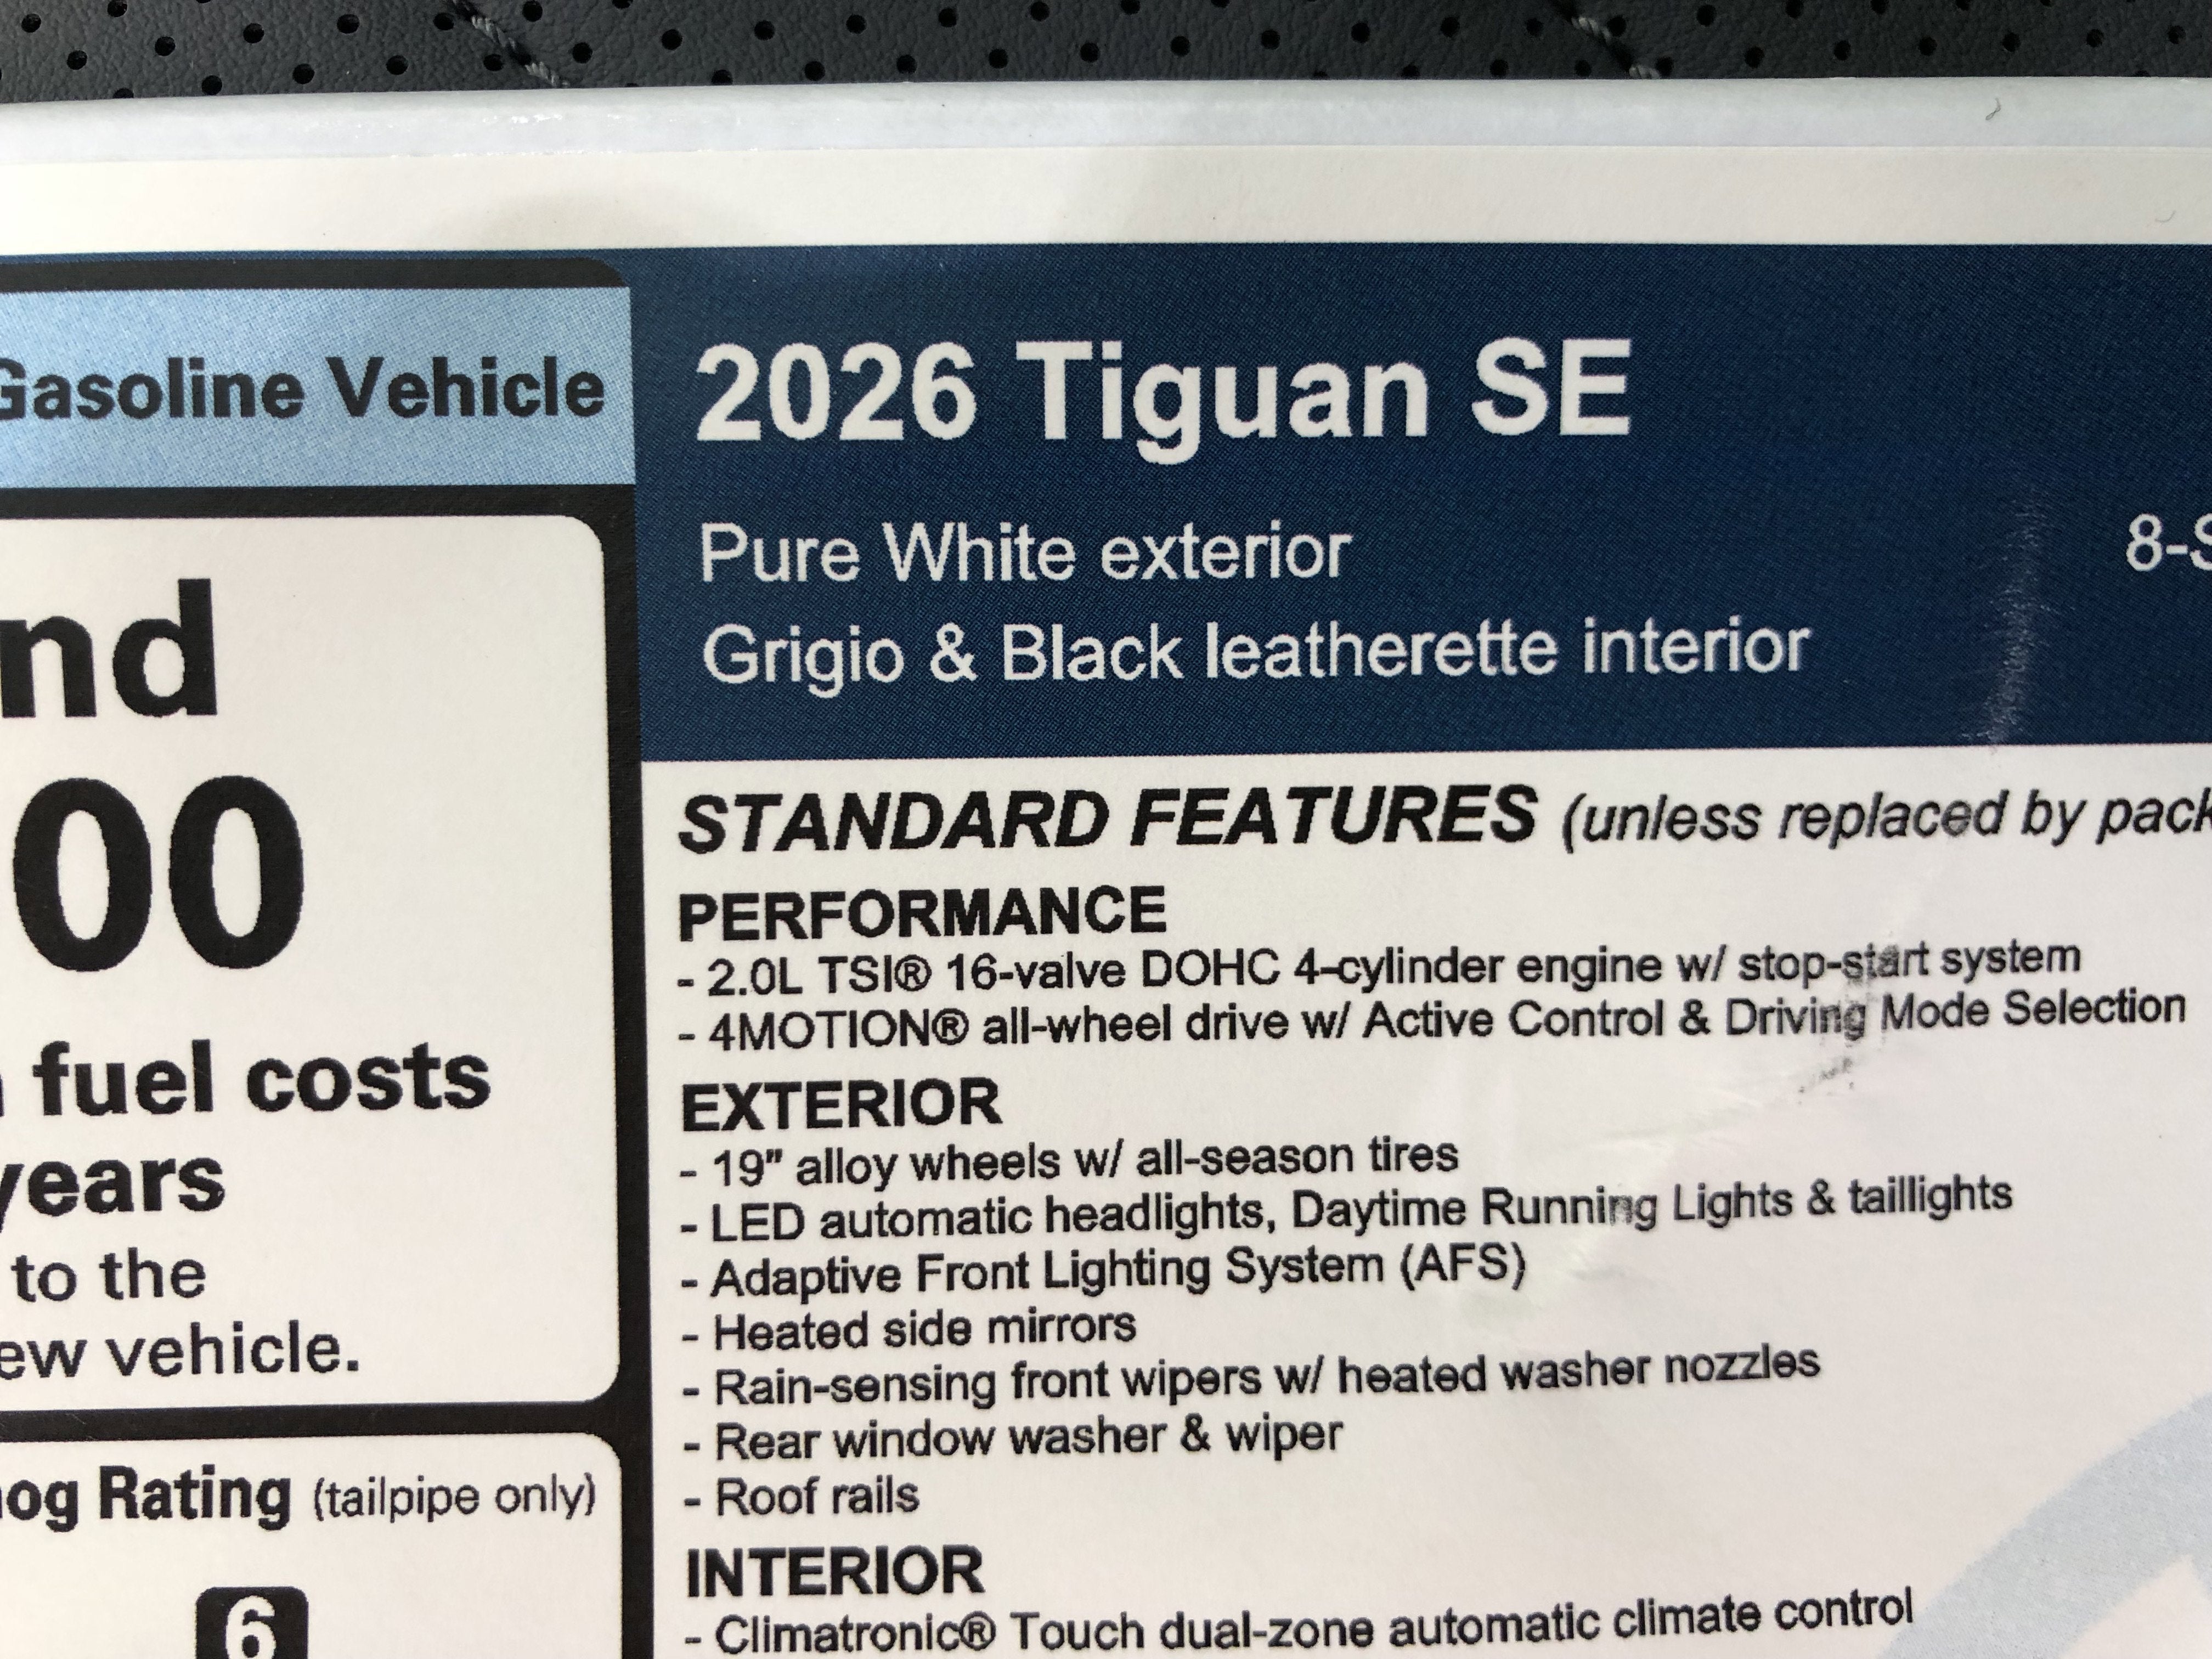 Gasoline Vehicle
nd
00
fuel costs
years
to the
ew vehicle.
og Rating (tailpipe only)
6
2026 Tiguan SE
Pure White exterior
8-S
Grigio & Black leatherette interior
STANDARD FEATURES (unless replaced by pack
PERFORMANCE
- 2.0L TSI® 16-valve DOHC 4-cylinder engine w/ stop-start system
- 4MOTION® all-wheel drive w/ Active Control & Driving Mode Selection
EXTERIOR
- 19" alloy wheels w/ all-season tires
- LED automatic headlights, Daytime Running Lights & taillights
- Adaptive Front Lighting System (AFS)
- Heated side mirrors
- Rain-sensing front wipers w/ heated washer nozzles
- Rear window washer & wiper
- Roof rails
INTERIOR
- Climatronic® Touch dual-zone automatic climate control